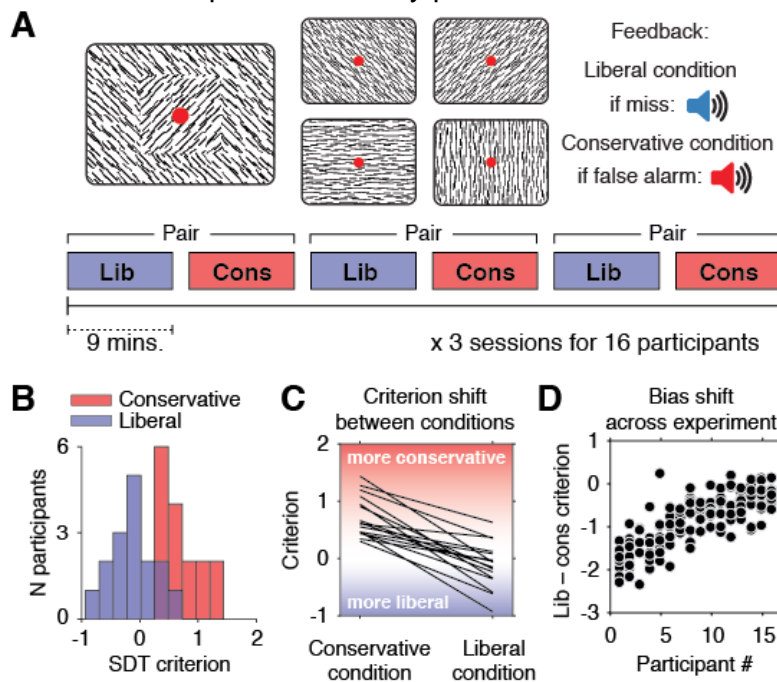 A
Feedback:
Liberal condition
if miss:
Conservative condition
if false alarm:
Pair Pair Pair
Lib Cons Lib Cons Lib Cons
9 mins.
x 3 sessions for 16 participants
B
Conservative
Liberal
6
3
0
N participants
-1 0 1 2
SDT criterion
C
Criterion shift
between conditions
2
1
0
-1
Criterion
more conservative
more liberal
Conservative
condition
Liberal
condition
D
Bias shift
across experiment
1
0
-1
-2
-3
Lib – cons criterion
0 5 10 15
Participant #